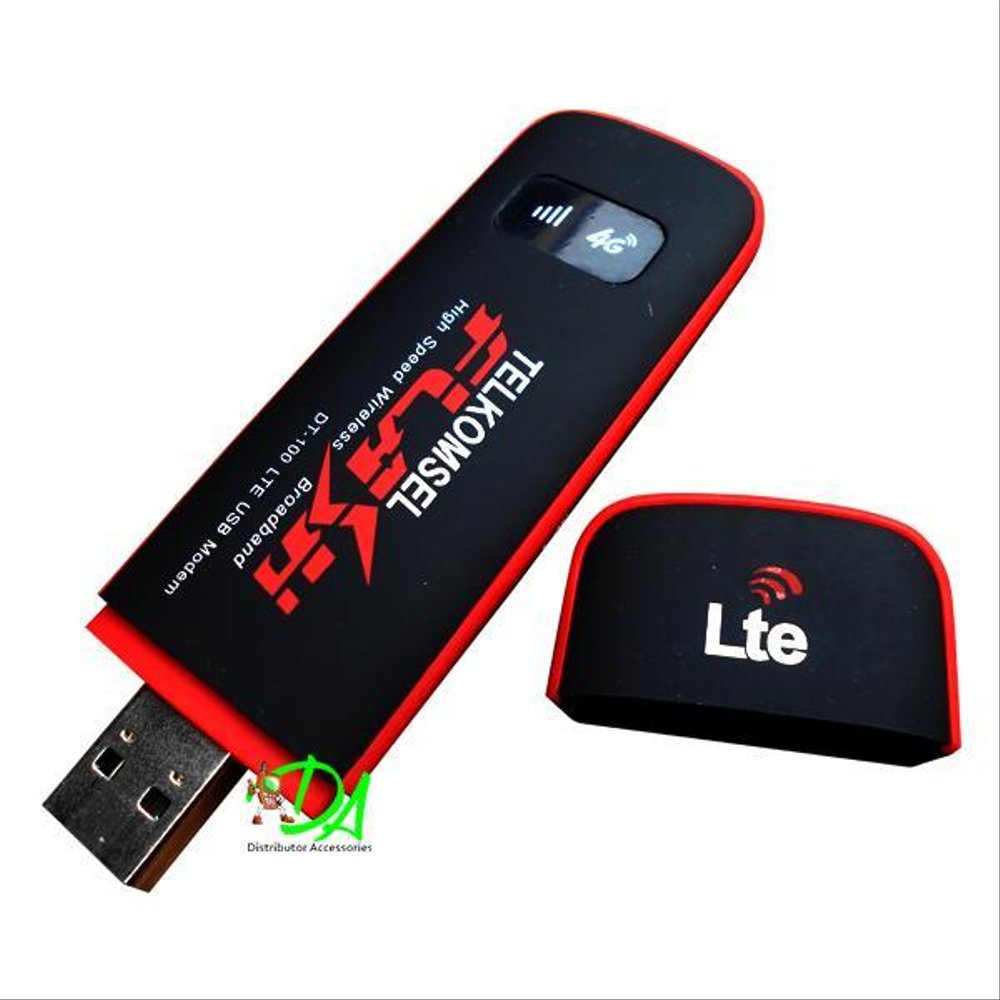 4G
TELKOMSEL
FLASH
High Speed Wireless
Broadband
DT-100 LTE USB Modem
Lte
DA
Distributor Accessories